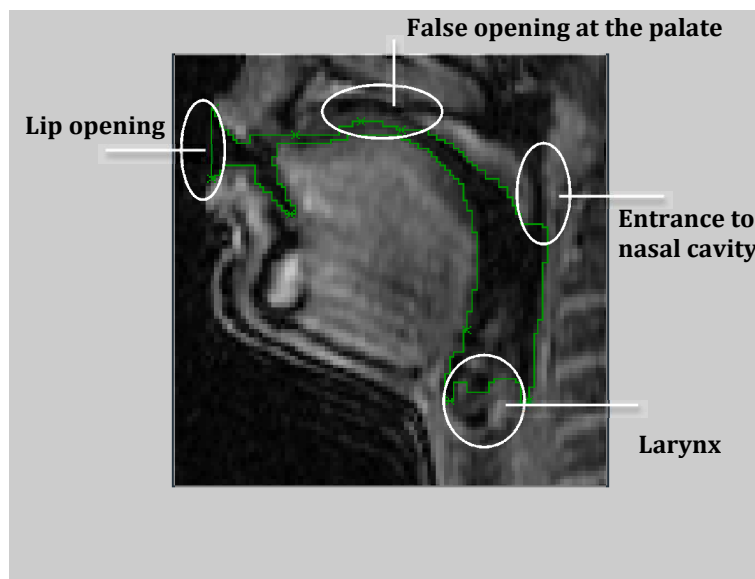 False opening at the palate
Lip opening
Entrance to
nasal cavity
Larynx